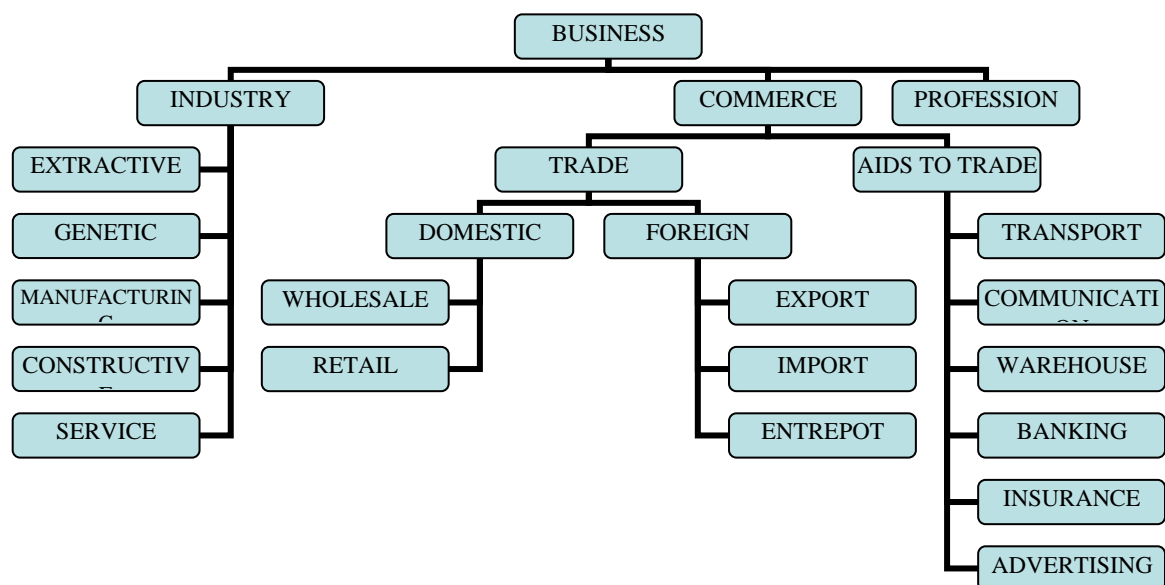 BUSINESS
INDUSTRY
COMMERCE
PROFESSION
EXTRACTIVE
TRADE
AIDS TO TRADE
GENETIC
DOMESTIC
FOREIGN
TRANSPORT
MANUFACTURIN
G
WHOLESALE
EXPORT
COMMUNICATI
ON
CONSTRUCTIV
E
RETAIL
IMPORT
WAREHOUSE
SERVICE
ENTREPOT
BANKING
INSURANCE
ADVERTISING